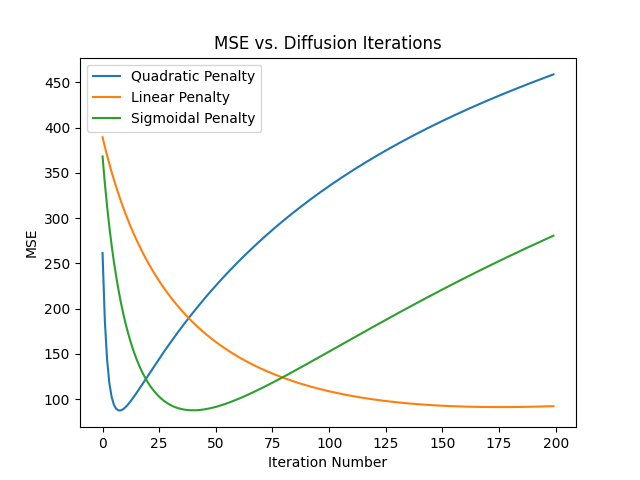 MSE vs. Diffusion Iterations
Quadratic Penalty
Linear Penalty
Sigmoidal Penalty
450
400
350
300
250
200
150
100
MSE
0 25 50 75 100 125 150 175 200
Iteration Number